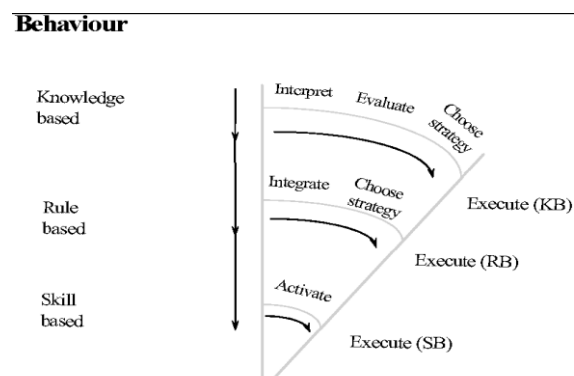 Behaviour
Knowledge
based
Interpret
Evaluate
Choose
strategy
Execute (KB)
Rule
based
Integrate
Choose
strategy
Execute (RB)
Skill
based
Activate
Execute (SB)